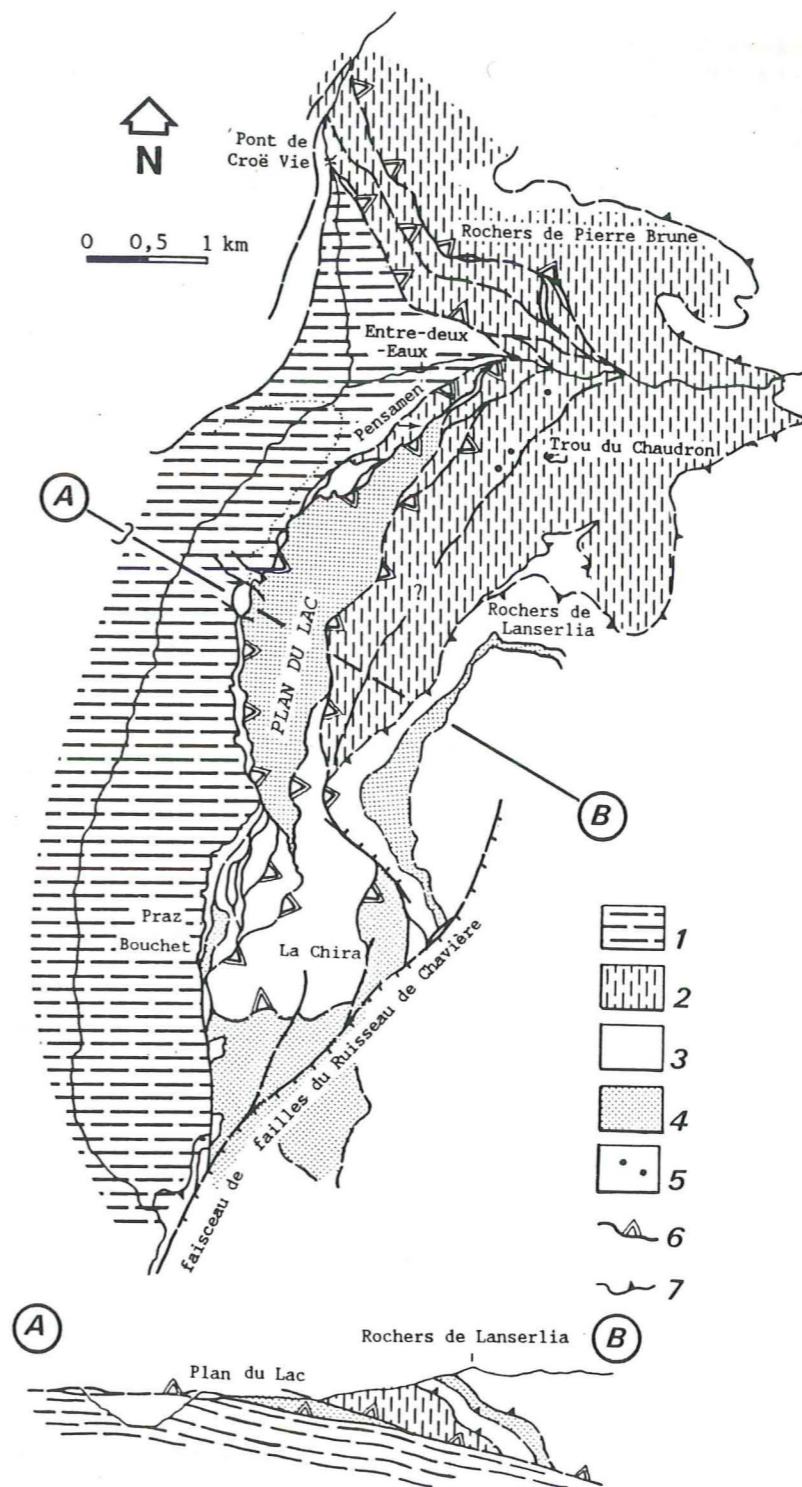 Pont de
Croë Vie
N
0 0,5 1 km
Rochers de Pierre Brune
Entre-deux
-Eaux
Pensamen
Trou du Chaudron
A
?
Rochers de
Lanserlia
PLAN DU LAC
B
Praz
Bouchet
La Chira
faisceau de failles du Ruisseau de Chavière
1
2
3
4
5
6
7
A
Rochers de Lanserlia
B
Plan du Lac